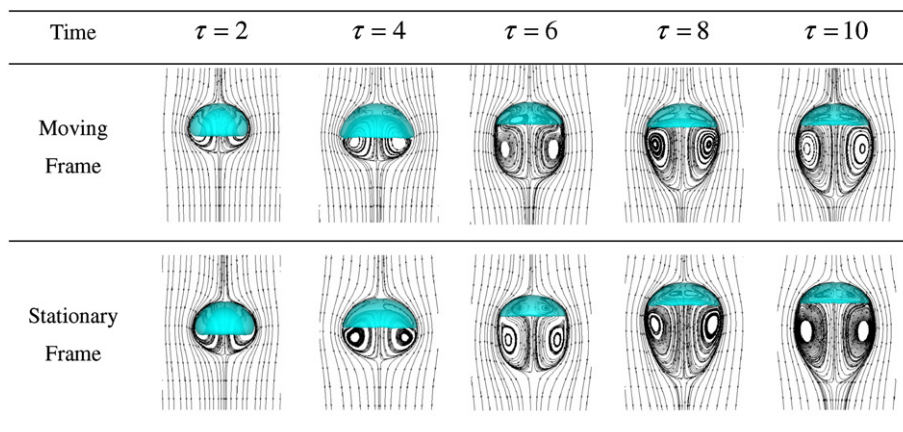 Time τ = 2 τ = 4 τ = 6 τ = 8 τ = 10
Moving
Frame
Stationary
Frame